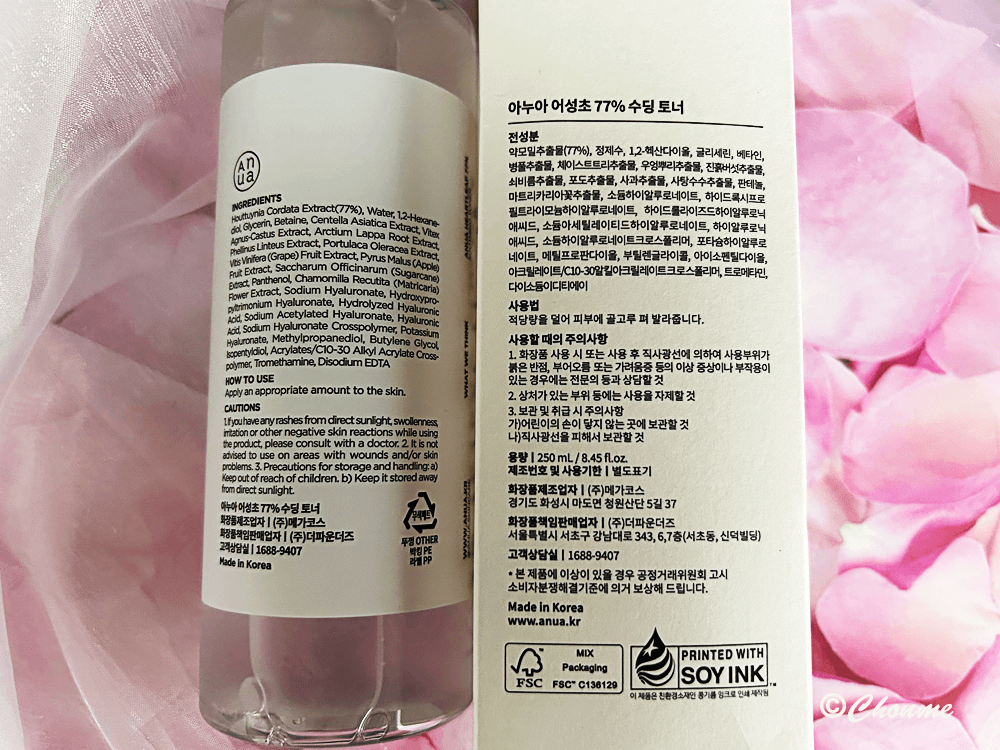 An
ua
INGREDIENTS
Houttuynia Cordata Extract(77%), Water, 1,2-Hexane-
diol, Glycerin, Betaine, Centella Asiatica Extract, Vitex
Agnus-Castus Extract, Arctium Lappa Root Extract,
Phellinus Linteus Extract, Portulaca Oleracea Extract,
Vitis Vinifera (Grape) Fruit Extract, Pyrus Malus (Apple)
Fruit Extract, Saccharum Officinarum (Sugarcane)
Extract, Panthenol, Chamomilla Recutita (Matricaria)
Flower Extract, Sodium Hyaluronate, Hydroxypro-
pyltrimonium Hyaluronate, Hydrolyzed Hyaluronic
Acid, Sodium Acetylated Hyaluronate, Hyaluronic
Acid, Sodium Hyaluronate Crosspolymer, Potassium
Hyaluronate, Methylpropanediol, Butylene Glycol,
Isopentyldiol, Acrylates/C10-30 Alkyl Acrylate Cross-
polymer, Tromethamine, Disodium EDTA
HOW TO USE
Apply an appropriate amount to the skin.
CAUTIONS
1. If you have any rashes from direct sunlight, swollenness,
irritation or other negative skin reactions while using
the product, please consult with a doctor. 2. It is not
advised to use on areas with wounds and/or skin
problems. 3. Precautions for storage and handling: a)
Keep out of reach of children. b) Keep it stored away
from direct sunlight.
아누아 어성초 77% 수딩 토너
화장품제조업자 | (주)메가코스
화장품책임판매업자 | (주)더파운더즈
고객상담실 | 1688-9407
Made in Korea
무색페트
뚜껑 OTHER
박킹 PE
라벨 PP
WHAT WE THINK
WWW.ANUA.KR
아누아 어성초 77% 수딩 토너
전성분
약모밀추출물(77%), 정제수, 1,2-헥산다이올, 글리세린, 베타인,
병풀추출물, 체이스트트리추출물, 우엉뿌리추출물, 진흙버섯추출물,
쇠비름추출물, 포도추출물, 사과추출물, 사탕수수추출물, 판테놀,
마트리카리아꽃추출물, 소듐하이알루로네이트, 하이드록시프로
필트라이모늄하이알루로네이트, 하이드롤라이즈드하이알루로닉
애씨드, 소듐아세틸레이티드하이알루로네이트, 하이알루로닉
애씨드, 소듐하이알루로네이트크로스폴리머, 포타슘하이알루로
네이트, 메틸프로판다이올, 부틸렌글라이콜, 아이소펜틸다이올,
아크릴레이트/C10-30알킬아크릴레이트크로스폴리머, 트로메타민,
다이소듐이디티에이
사용법
적당량을 덜어 피부에 골고루 펴 발라줍니다.
사용할 때의 주의사항
1. 화장품 사용 시 또는 사용 후 직사광선에 의하여 사용부위가
붉은 반점, 부어오름 또는 가려움증 등의 이상 증상이나 부작용이
있는 경우에는 전문의 등과 상담할 것
2. 상처가 있는 부위 등에는 사용을 자제할 것
3. 보관 및 취급 시 주의사항
가)어린이의 손이 닿지 않는 곳에 보관할 것
나)직사광선을 피해서 보관할 것
용량 | 250 mL / 8.45 fl.oz.
제조번호 및 사용기한 | 별도표기
화장품제조업자 | (주)메가코스
경기도 화성시 마도면 청원산단 5길 37
화장품책임판매업자 | (주)더파운더즈
서울특별시 서초구 강남대로 343, 6,7층(서초동, 신덕빌딩)
고객상담실 | 1688-9407
* 본 제품에 이상이 있을 경우 공정거래위원회 고시
소비자분쟁해결기준에 의거 보상해 드립니다.
Made in Korea
www.anua.kr
FSC
MIX
Packaging
FSC™ C136129
PRINTED WITH
SOY INK™
이 제품은 친환경소재인 콩기름 잉크로 인쇄 제작됨
©Chonme